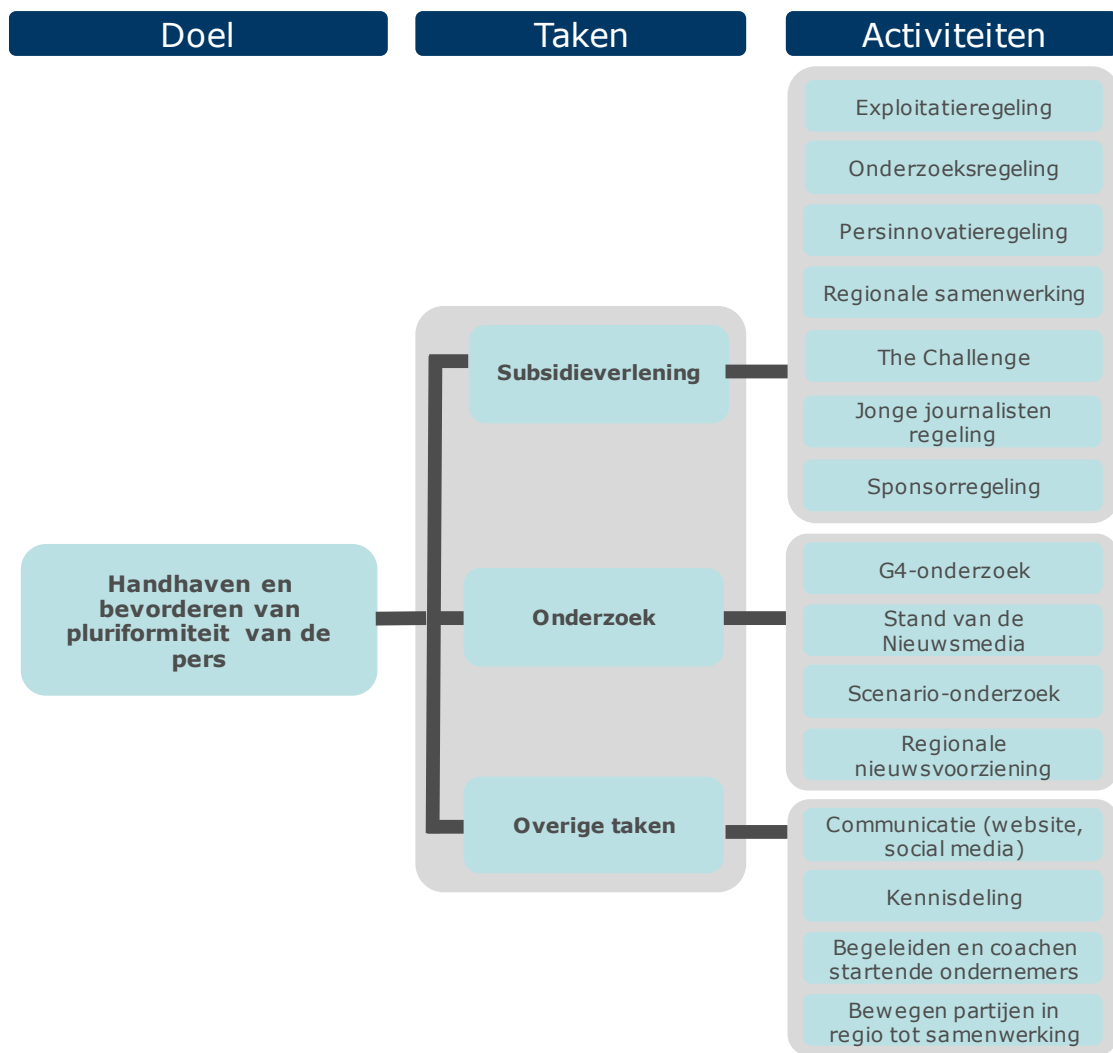 Doel
Taken
Activiteiten
Handhaven en
bevorderen van
pluriformiteit van de
pers
Subsidieverlening
Onderzoek
Overige taken
Exploitatieregeling
Onderzoeksregeling
Persinnovatieregeling
Regionale samenwerking
The Challenge
Jonge journalisten
regeling
Sponsorregeling
G4-onderzoek
Stand van de
Nieuwsmedia
Scenario-onderzoek
Regionale
nieuwsvoorziening
Communicatie (website,
social media)
Kennisdeling
Begeleiden en coachen
startende ondernemers
Bewegen partijen in
regio tot samenwerking